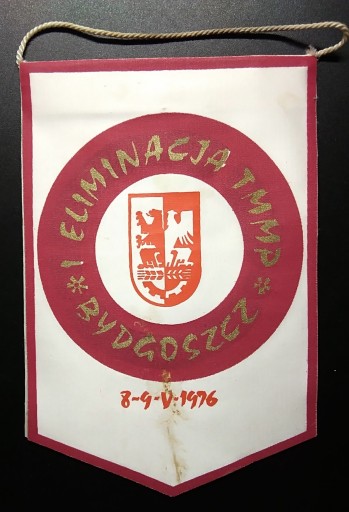 * I ELIMINACJA TMMP
* BYDGOSZCZ
8-9-V-1976